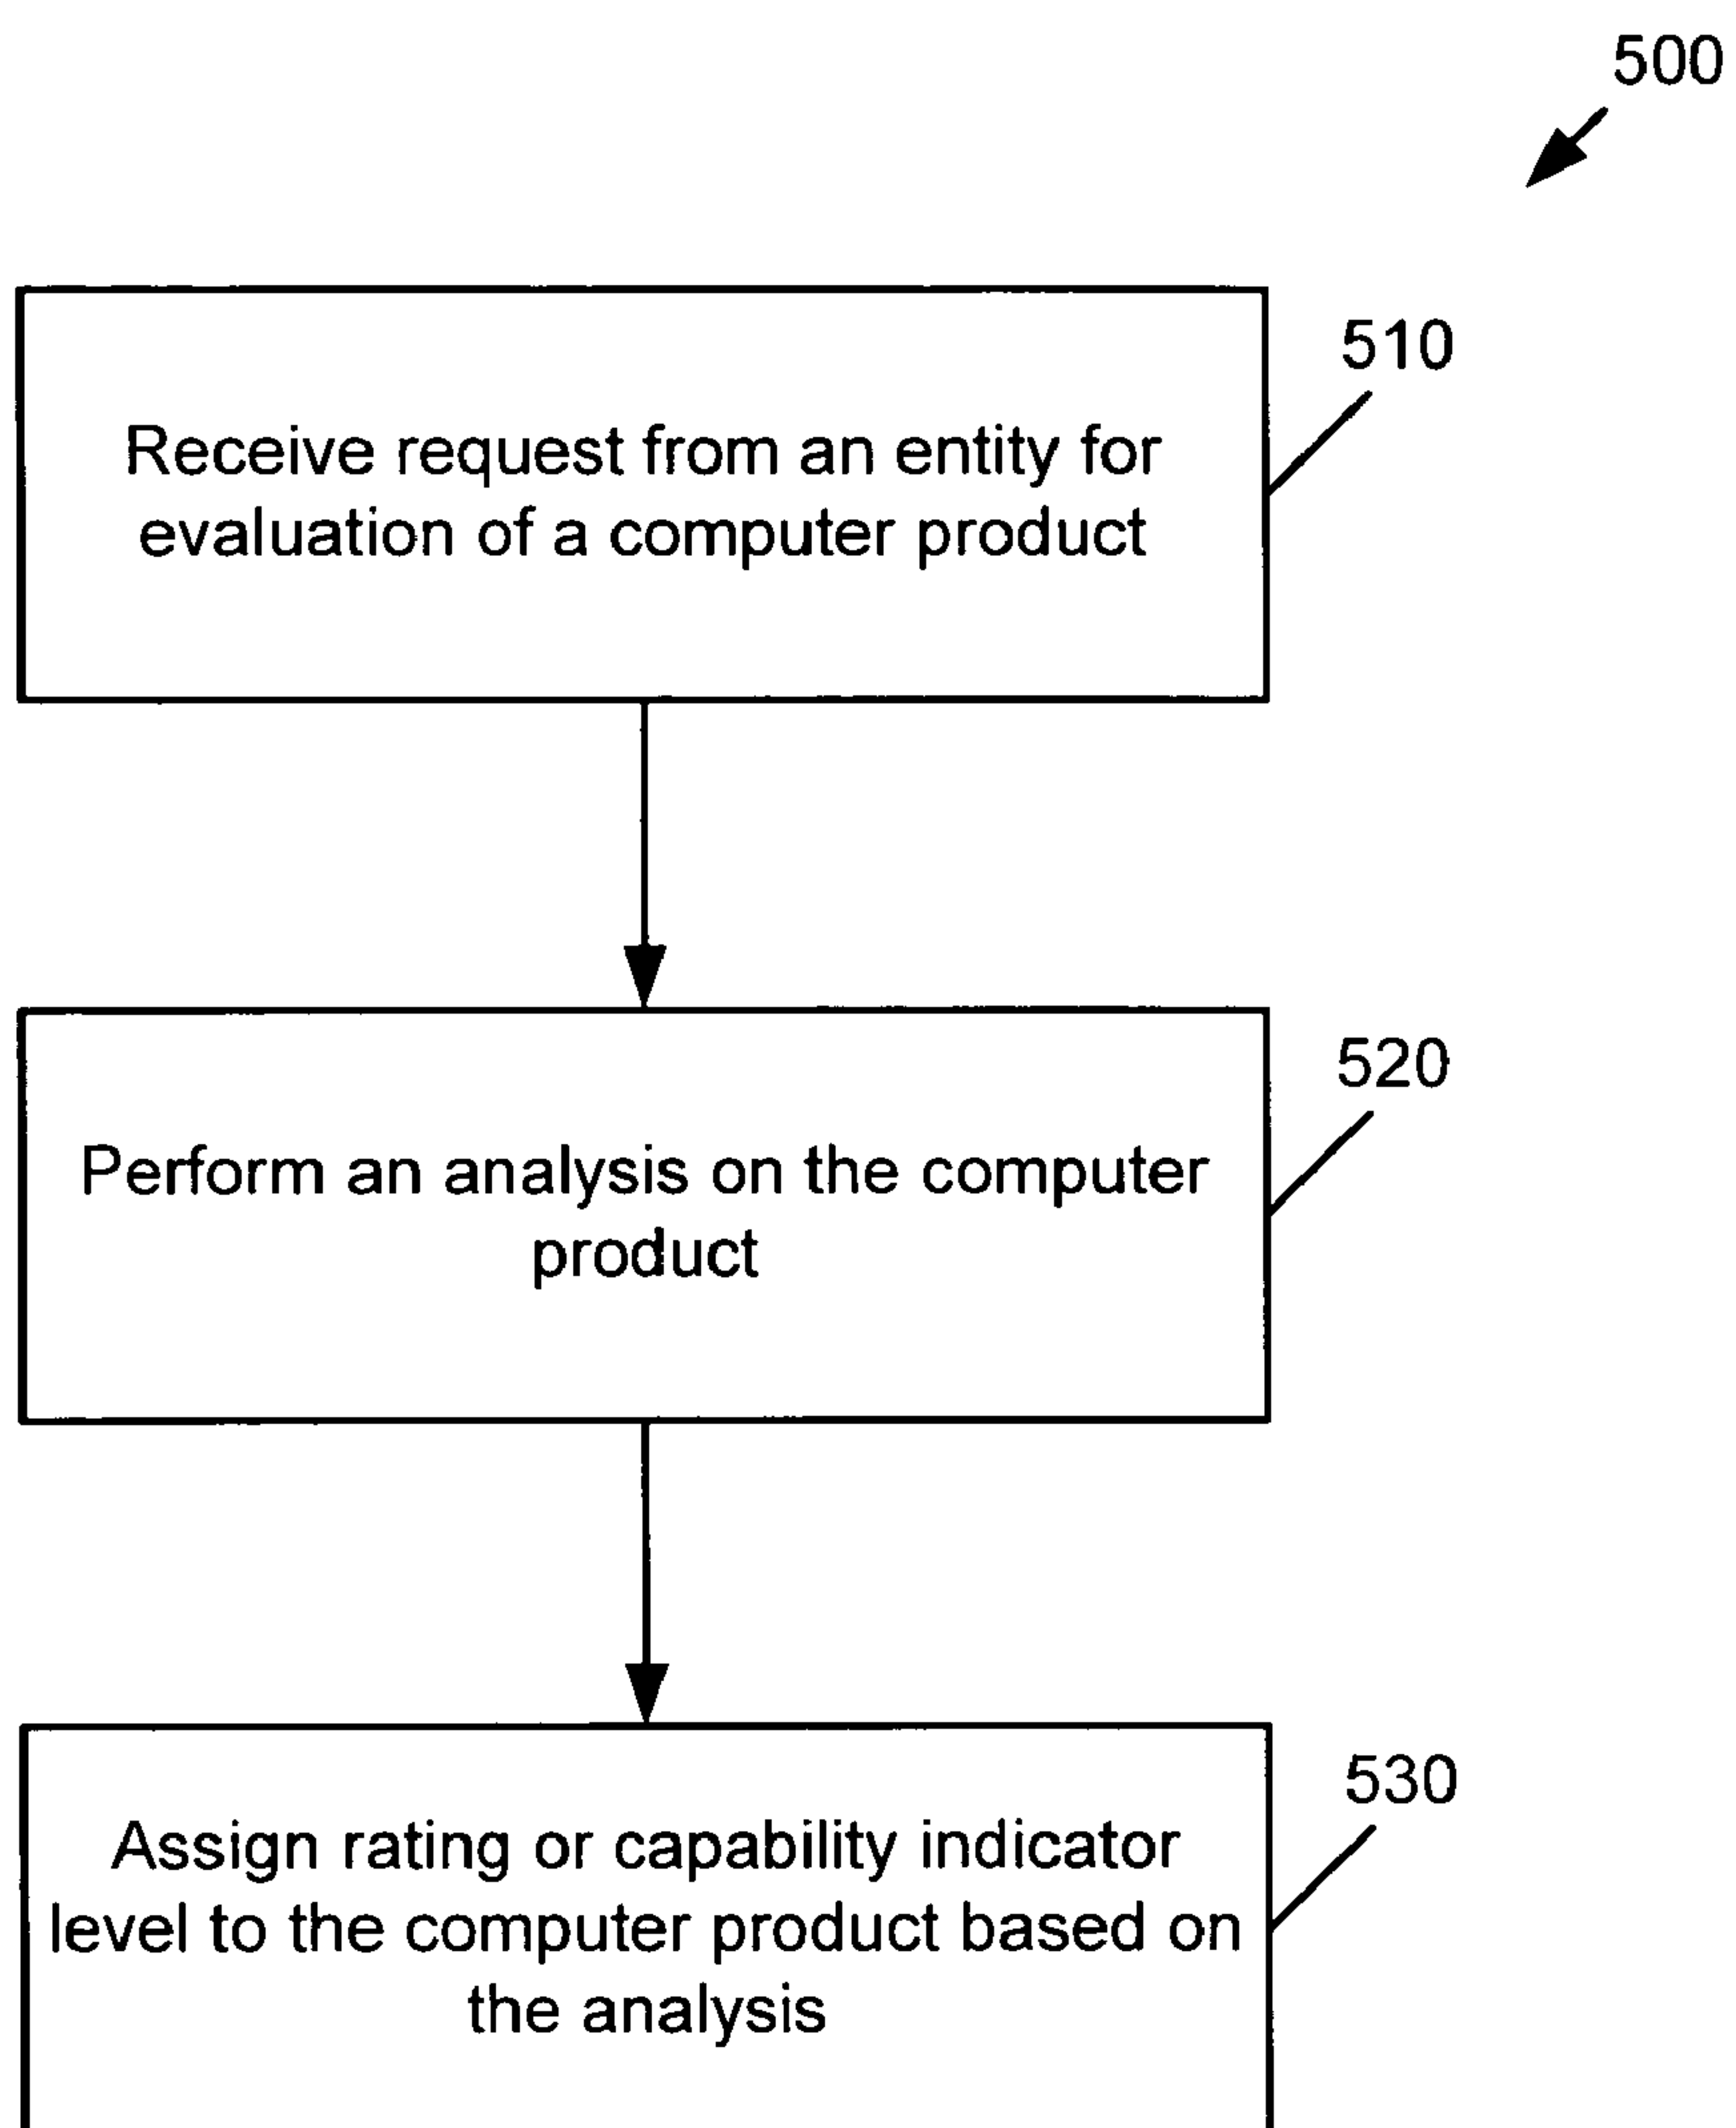 500
510
Receive request from an entity for
evaluation of a computer product
520
Perform an analysis on the computer
product
530
Assign rating or capability indicator
level to the computer product based on
the analysis